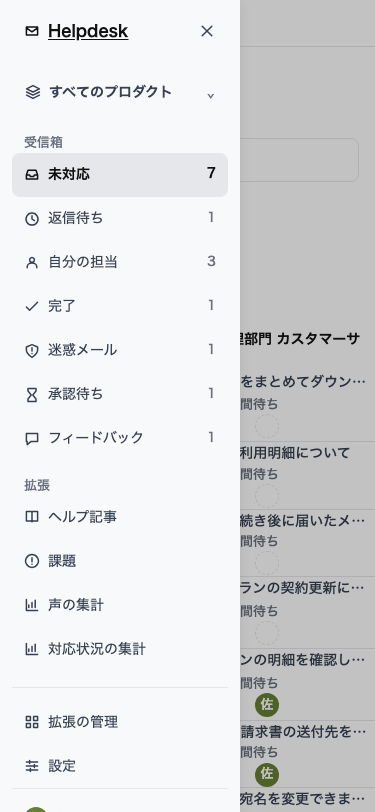 Helpdesk
すべてのプロダクト
受信箱
未対応 7
返信待ち 1
自分の担当 3
完了 1
迷惑メール 1
承認待ち 1
フィードバック 1
拡張
ヘルプ記事
課題
声の集計
対応状況の集計
拡張の管理
設定
部門 カスタマーサ
をまとめてダウン…
間待ち
利用明細について
間待ち
続き後に届いたメ…
間待ち
ランの契約更新に…
間待ち
ンの明細を確認し…
間待ち
佐
請求書の送付先を…
間待ち
佐
宛名を変更できま…